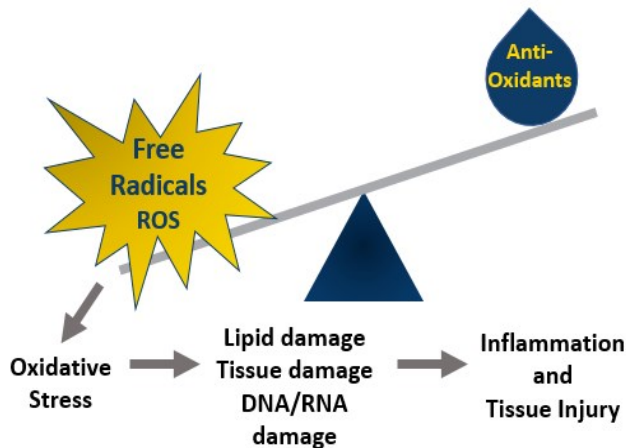 Anti-
Oxidants
Free
Radicals
ROS
Oxidative
Stress
Lipid damage
Tissue damage
DNA/RNA
damage
Inflammation
and
Tissue Injury